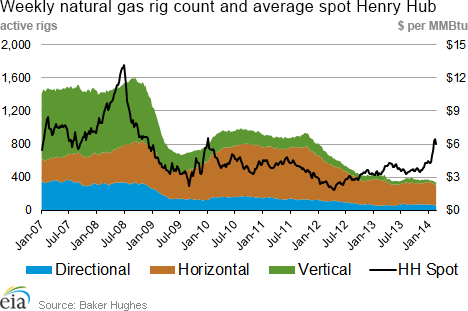 Weekly natural gas rig count and average spot Henry Hub
active rigs $ per MMBtu
2,000 $15
1,600 $12
1,200 $9
800 $6
400 $3
0 $0
Jan-07 Jul-07 Jan-08 Jul-08 Jan-09 Jul-09 Jan-10 Jul-10 Jan-11 Jul-11 Jan-12 Jul-12 Jan-13 Jul-13 Jan-14
Directional Horizontal Vertical HH Spot
eia Source: Baker Hughes